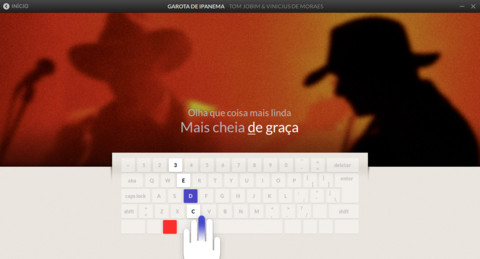 INÍCIO
GAROTA DE IPANEMA TOM JOBIM & VINICIUS DE MORAES
Olha que coisa mais linda
Mais cheia de graça
1 2 3 4 5 6 7 8 9 0 deletar
aba Q W E R T Y U I O P enter
caps lock A S D F G H J K L
shift Z X C V B N M shift